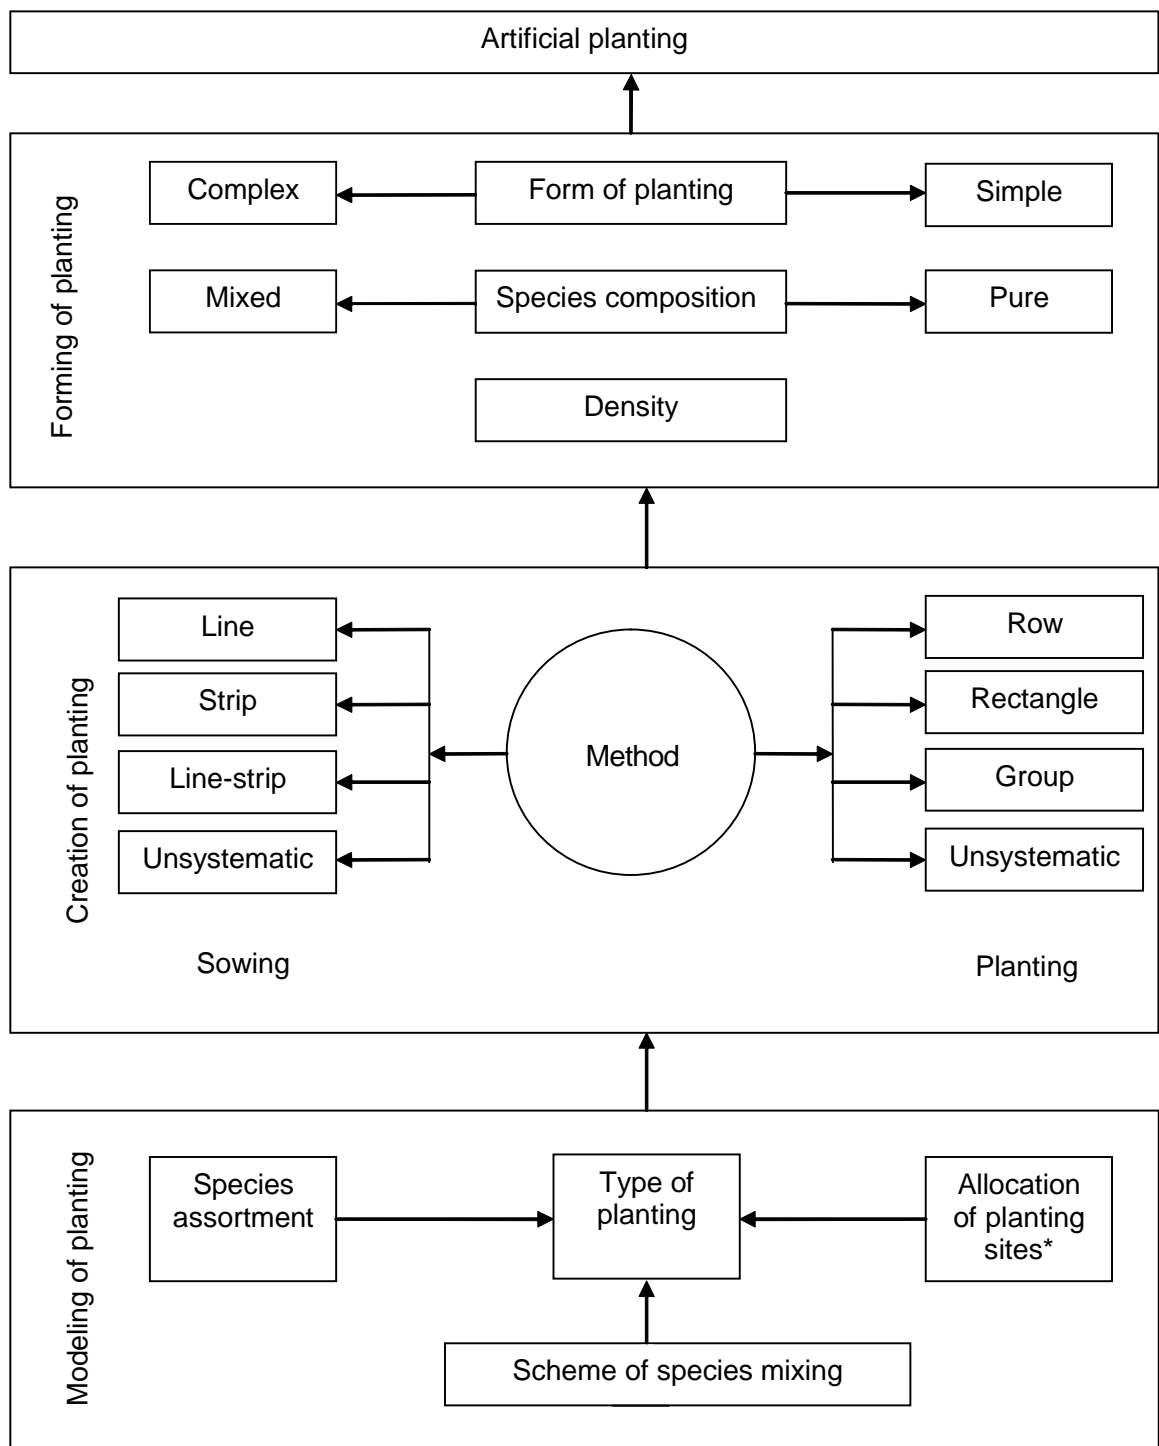 Artificial planting
Forming of planting
Complex
Form of planting
Simple
Mixed
Species composition
Pure
Density
Creation of planting
Line
Strip
Line-strip
Unsystematic
Sowing
Method
Row
Rectangle
Group
Unsystematic
Planting
Modeling of planting
Species
assortment
Type of
planting
Allocation
of planting
sites*
Scheme of species mixing